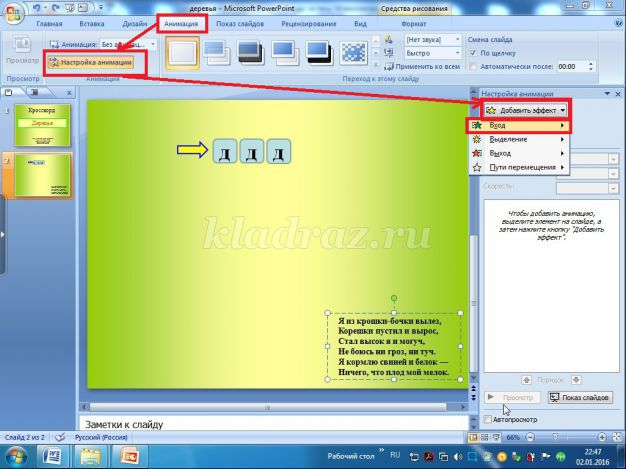 деревья - Microsoft PowerPoint
Средства рисования
Главная Вставка Дизайн Анимация Показ слайдов Рецензирование Вид Формат
Просмотр
Анимация: Без анимац...
Настройка анимации
[Нет звука]
Быстро
Применить ко всем
Смена слайда
По щелчку
Автоматически после: 00:00
Просмотр Анимация Переход к этому слайду
Настройка анимации
Добавить эффект
Вход
Выделение
Выход
Пути перемещения
Скорость:
1
Кроссворд
Деревья
2
Д Д Д
kladraz.ru
Чтобы добавить анимацию,
выделите элемент на слайде, а
затем нажмите кнопку "Добавить
эффект".
Я из крошки-бочки вылез,
Корешки пустил и вырос,
Стал высок я и могуч,
Не боюсь ни гроз, ни туч.
Я кормлю свиней и белок —
Ничего, что плод мой мелок.
Порядок
Просмотр Показ слайдов
Автопросмотр
Заметки к слайду
Слайд 2 из 2 Русский (Россия) 66%
Рабочий стол » RU 22:47
02.01.2016